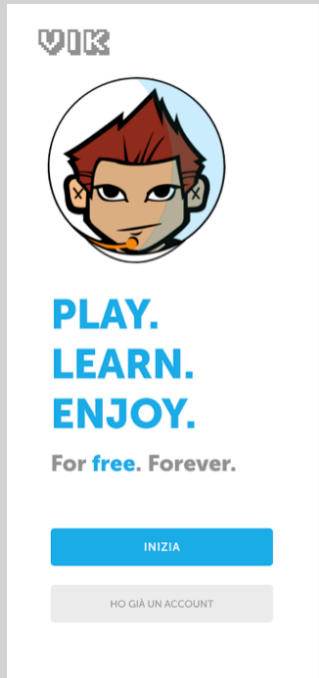 VIK
PLAY.
LEARN.
ENJOY.
For free. Forever.
INIZIA
HO GIÀ UN ACCOUNT